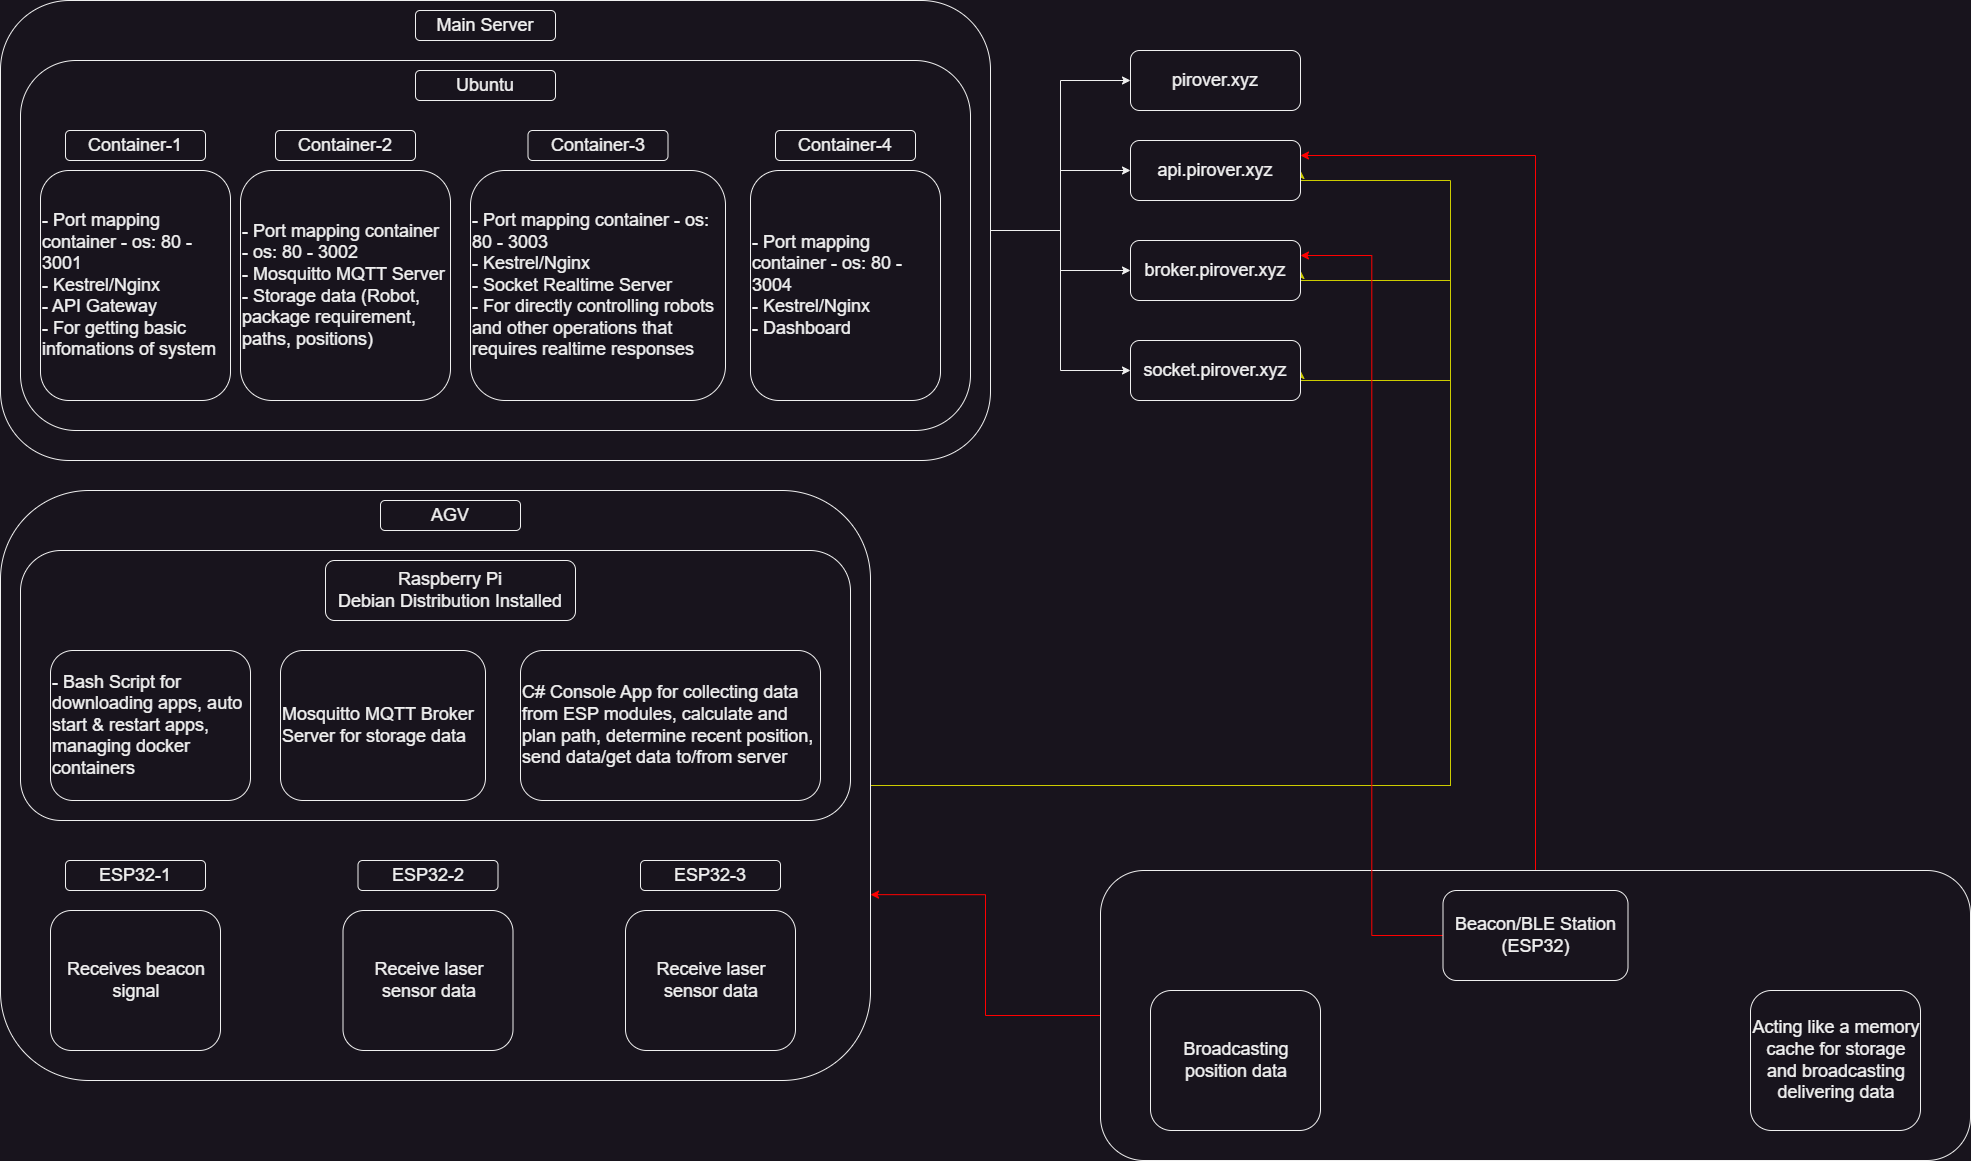 Main Server
Ubuntu
Container-1
Container-2
Container-3
Container-4
- Port mapping
container - os: 80 -
3001
- Kestrel/Nginx
- API Gateway
- For getting basic
infomations of system
- Port mapping container
- os: 80 - 3002
- Mosquitto MQTT Server
- Storage data (Robot,
package requirement,
paths, positions)
- Port mapping container - os:
80 - 3003
- Kestrel/Nginx
- Socket Realtime Server
- For directly controlling robots
and other operations that
requires realtime responses
- Port mapping
container - os: 80 -
3004
- Kestrel/Nginx
- Dashboard
pirover.xyz
api.pirover.xyz
broker.pirover.xyz
socket.pirover.xyz
AGV
Raspberry Pi
Debian Distribution Installed
- Bash Script for
downloading apps, auto
start & restart apps,
managing docker
containers
Mosquitto MQTT Broker
Server for storage data
C# Console App for collecting data
from ESP modules, calculate and
plan path, determine recent position,
send data/get data to/from server
ESP32-1
ESP32-2
ESP32-3
Receives beacon
signal
Receive laser
sensor data
Receive laser
sensor data
Beacon/BLE Station
(ESP32)
Broadcasting
position data
Acting like a memory
cache for storage
and broadcasting
delivering data